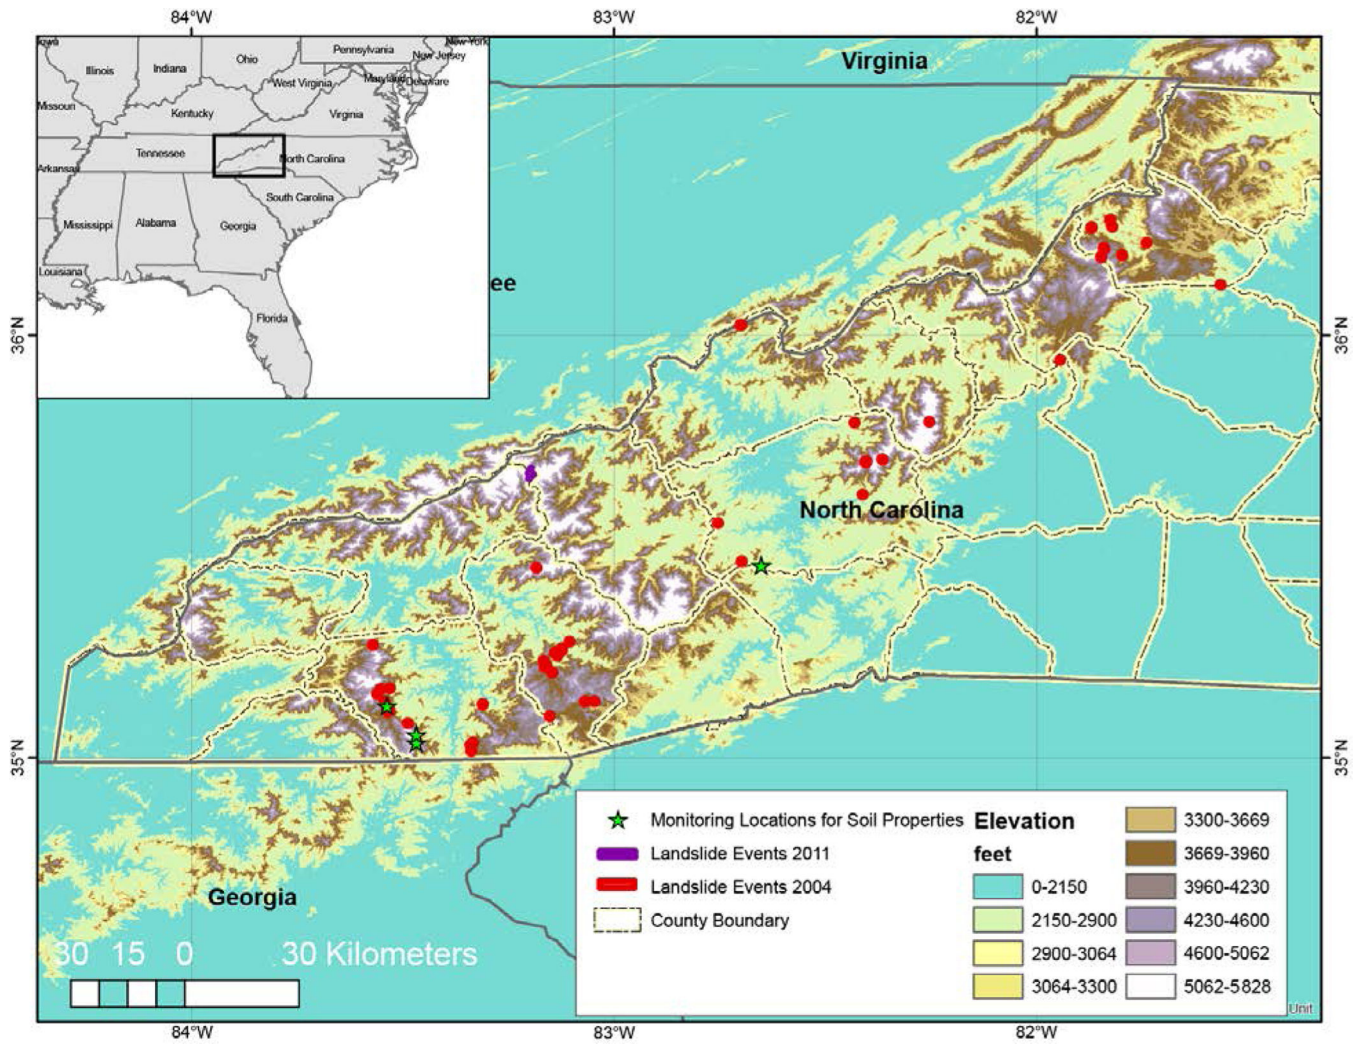 84°W 83°W 82°W
Iowa
Pennsylvania
New York
New Jersey
Illinois
Indiana
Ohio
West Virginia
Maryland
Delaware
Missouri
Kentucky
Virginia
Tennessee
North Carolina
Arkansas
South Carolina
Mississippi
Alabama
Georgia
Louisiana
Florida
Virginia
ee
36°N
36°N
North Carolina
35°N
35°N
Georgia
30 15 0 30 Kilometers
Monitoring Locations for Soil Properties
Landslide Events 2011
Landslide Events 2004
County Boundary
Elevation
feet
0-2150
2150-2900
2900-3064
3064-3300
3300-3669
3669-3960
3960-4230
4230-4600
4600-5062
5062-5828
Unit
84°W 83°W 82°W